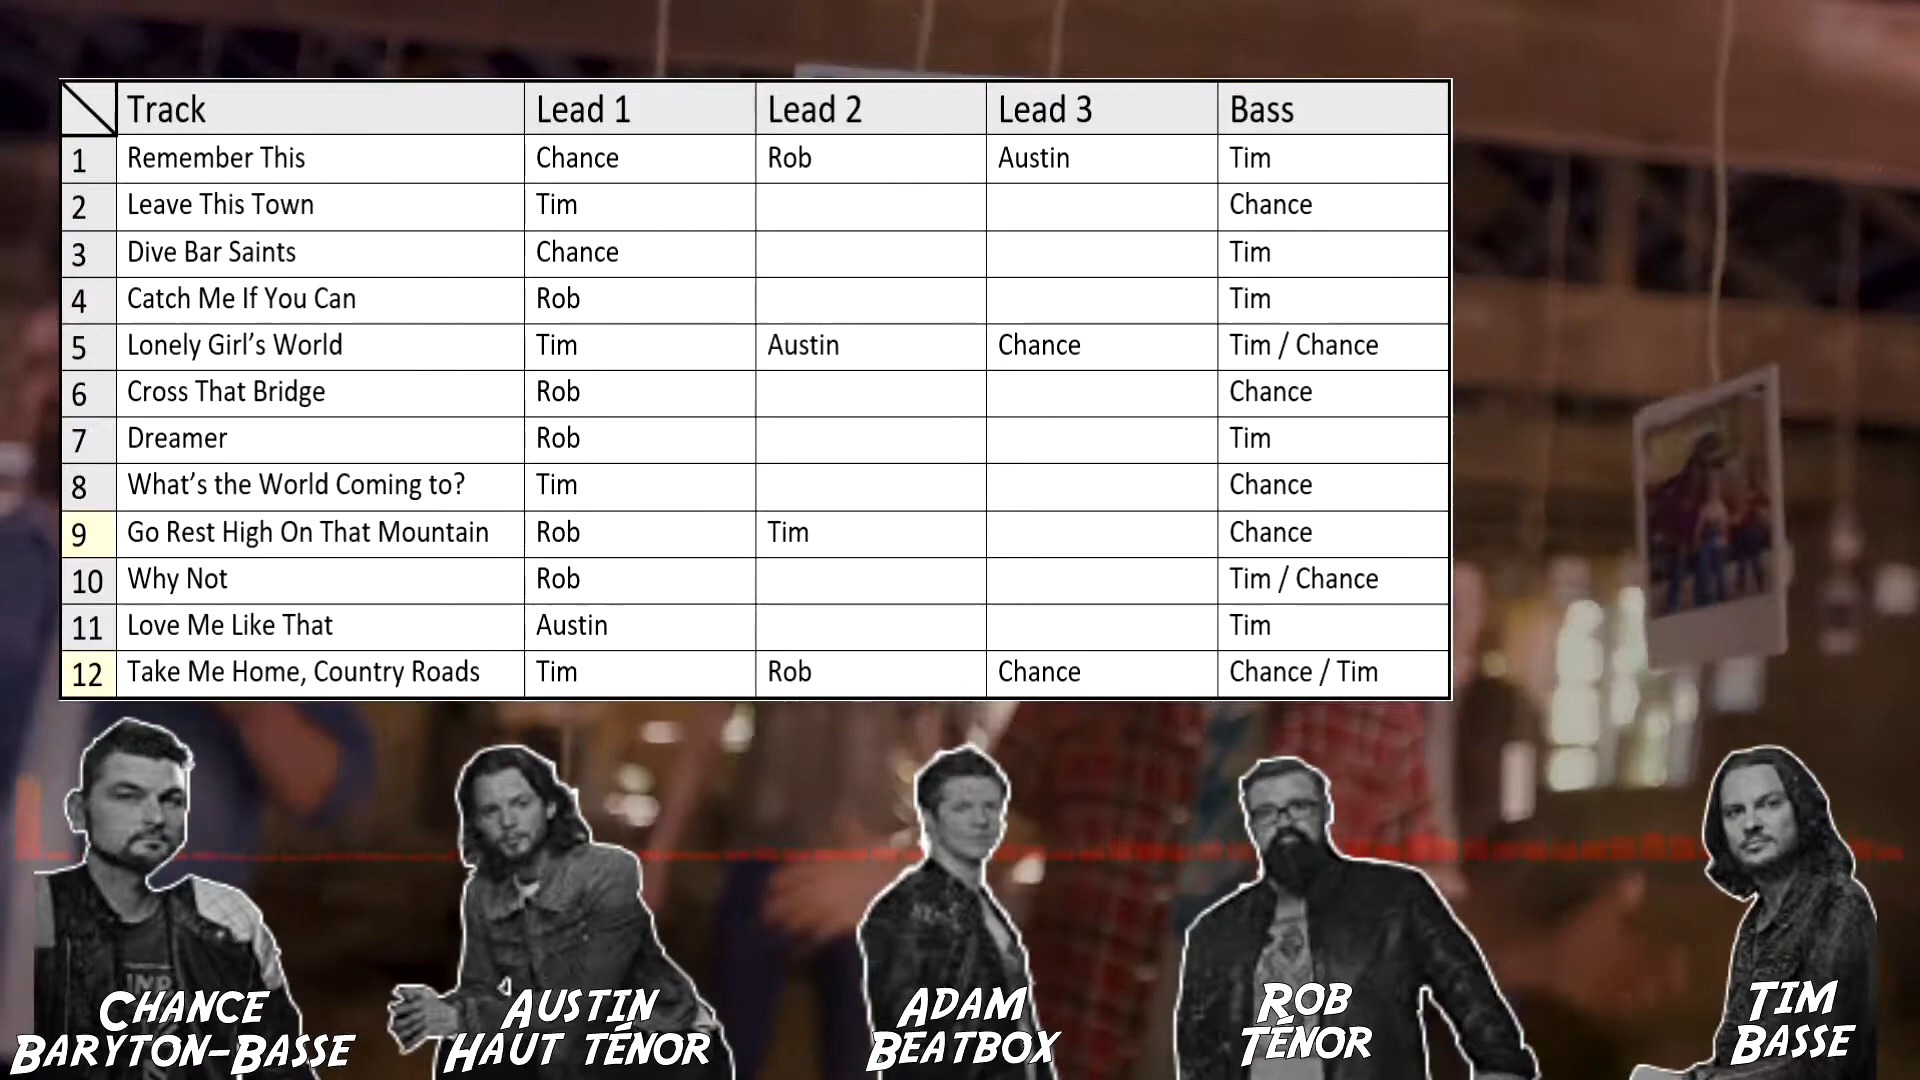 Track Lead 1 Lead 2 Lead 3 Bass
1 Remember This Chance Rob Austin Tim
2 Leave This Town Tim Chance
3 Dive Bar Saints Chance Tim
4 Catch Me If You Can Rob Tim
5 Lonely Girl’s World Tim Austin Chance Tim / Chance
6 Cross That Bridge Rob Chance
7 Dreamer Rob Tim
8 What’s the World Coming to? Tim Chance
9 Go Rest High On That Mountain Rob Tim Chance
10 Why Not Rob Tim / Chance
11 Love Me Like That Austin Tim
12 Take Me Home, Country Roads Tim Rob Chance Chance / Tim
CHANCE
BARYTON-BASSE
AUSTIN
HAUT TÉNOR
ADAM
BEATBOX
ROB
TÉNOR
TIM
BASSE